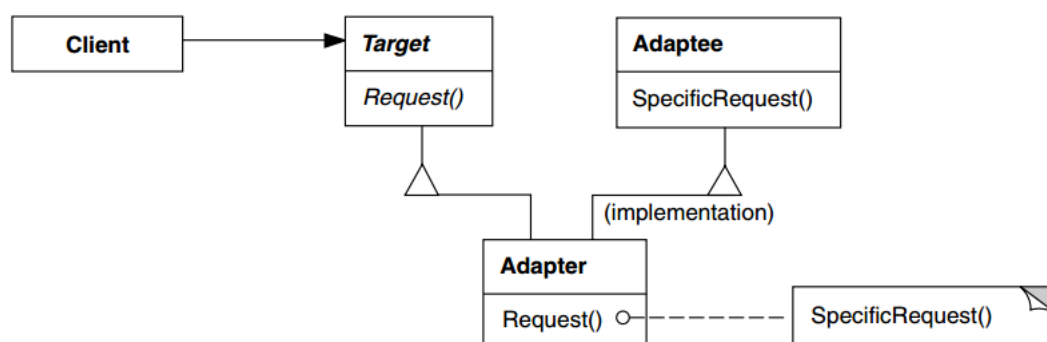 Client
Target
Request()
Adaptee
SpecificRequest()
(implementation)
Adapter
Request()
SpecificRequest()